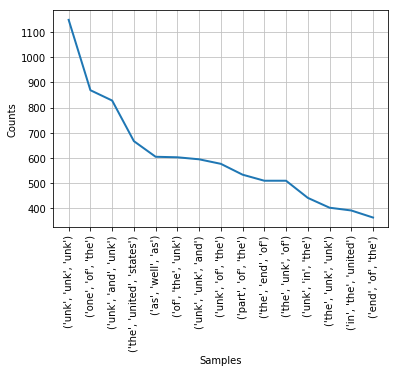 1100
1000
900
800
700
600
500
400
Counts
('unk', 'unk', 'unk')
('one', 'of', 'the')
('unk', 'and', 'unk')
('the', 'united', 'states')
('as', 'well', 'as')
('of', 'the', 'unk')
('unk', 'unk', 'and')
('unk', 'of', 'the')
('part', 'of', 'the')
('the', 'end', 'of')
('the', 'unk', 'of')
('unk', 'in', 'the')
('the', 'unk', 'unk')
('in', 'the', 'united')
('end', 'of', 'the')
Samples